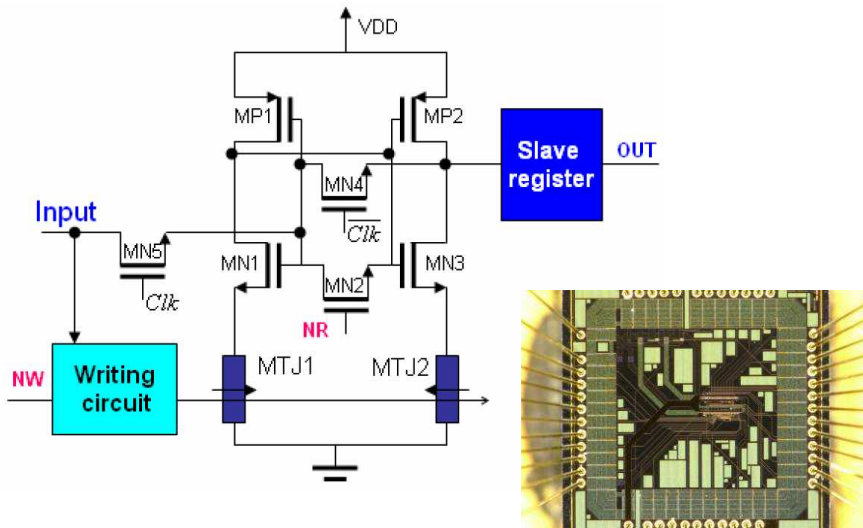 VDD
MP1
MP2
Slave
register
OUT
MN4
Clk
Input
MN5
Clk
MN1
MN2
MN3
NR
MTJ1
MTJ2
NW
Writing
circuit